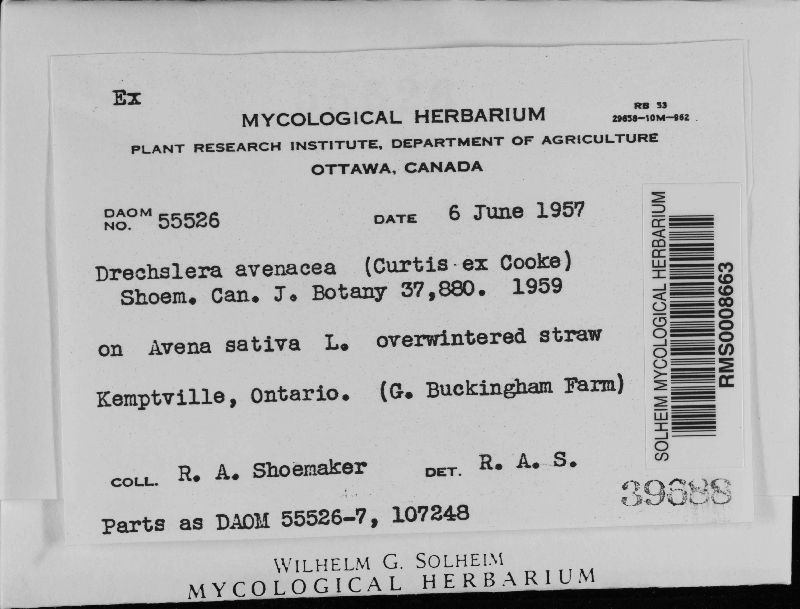 Ex
RB 53
29658-10M-962
MYCOLOGICAL HERBARIUM
PLANT RESEARCH INSTITUTE, DEPARTMENT OF AGRICULTURE
OTTAWA, CANADA
DAOM
NO. 55526
DATE 6 June 1957
Drechslera avenacea (Curtis ex Cooke)
Shoem. Can. J. Botany 37,880. 1959
on Avena sativa L. overwintered straw
Kemptville, Ontario. (G. Buckingham Farm)
COLL. R. A. Shoemaker DET. R. A. S.
Parts as DAOM 55526-7, 107248
39688
SOLHEIM MYCOLOGICAL HERBARIUM
RMS0008663
WILHELM G. SOLHEIM
MYCOLOGICAL HERBARIUM